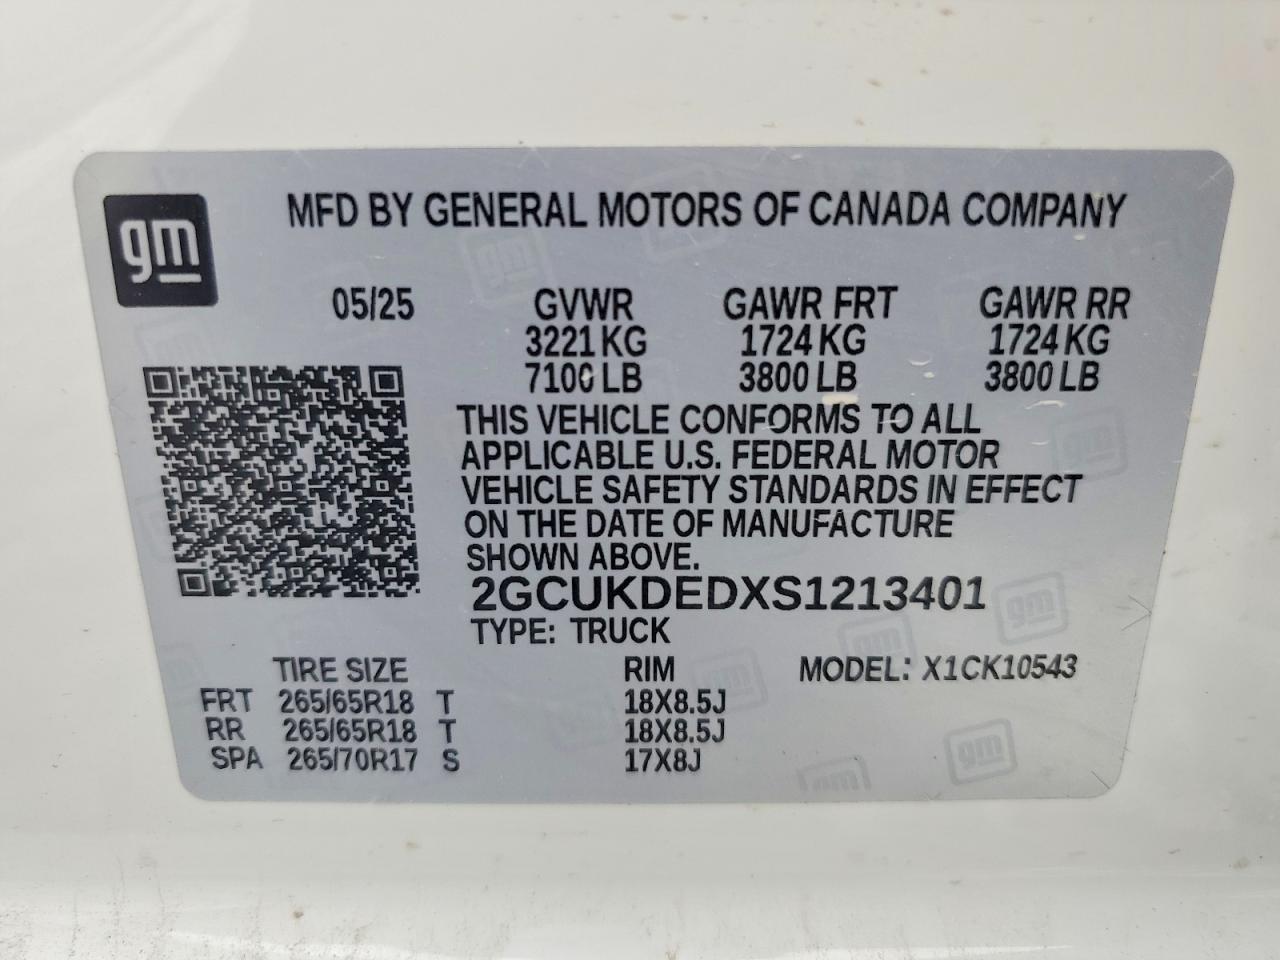 gm
MFD BY GENERAL MOTORS OF CANADA COMPANY
05/25 GVWR GAWR FRT GAWR RR
3221 KG 1724 KG 1724 KG
7100 LB 3800 LB 3800 LB
THIS VEHICLE CONFORMS TO ALL
APPLICABLE U.S. FEDERAL MOTOR
VEHICLE SAFETY STANDARDS IN EFFECT
ON THE DATE OF MANUFACTURE
SHOWN ABOVE.
2GCUKDEDXS1213401
TYPE: TRUCK
TIRE SIZE RIM MODEL: X1CK10543
FRT 265/65R18 T 18X8.5J
RR 265/65R18 T 18X8.5J
SPA 265/70R17 S 17X8J